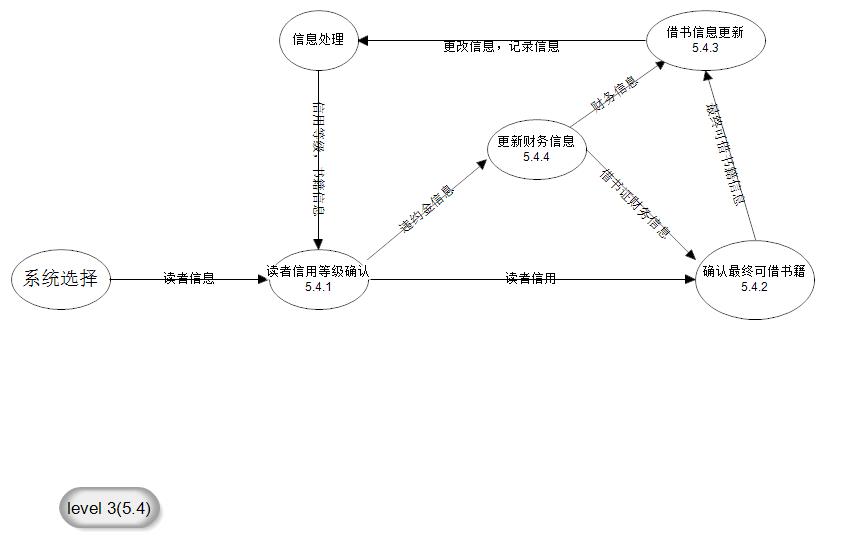 信息处理
借书信息更新
5.4.3
更改信息，记录信息
财务信息
更新财务信息
5.4.4
最终可借书籍信息
信用等级，书籍信息
违约金信息
借书证财务信息
系统选择
读者信息
读者信用等级确认
5.4.1
读者信用
确认最终可借书籍
5.4.2
level 3(5.4)